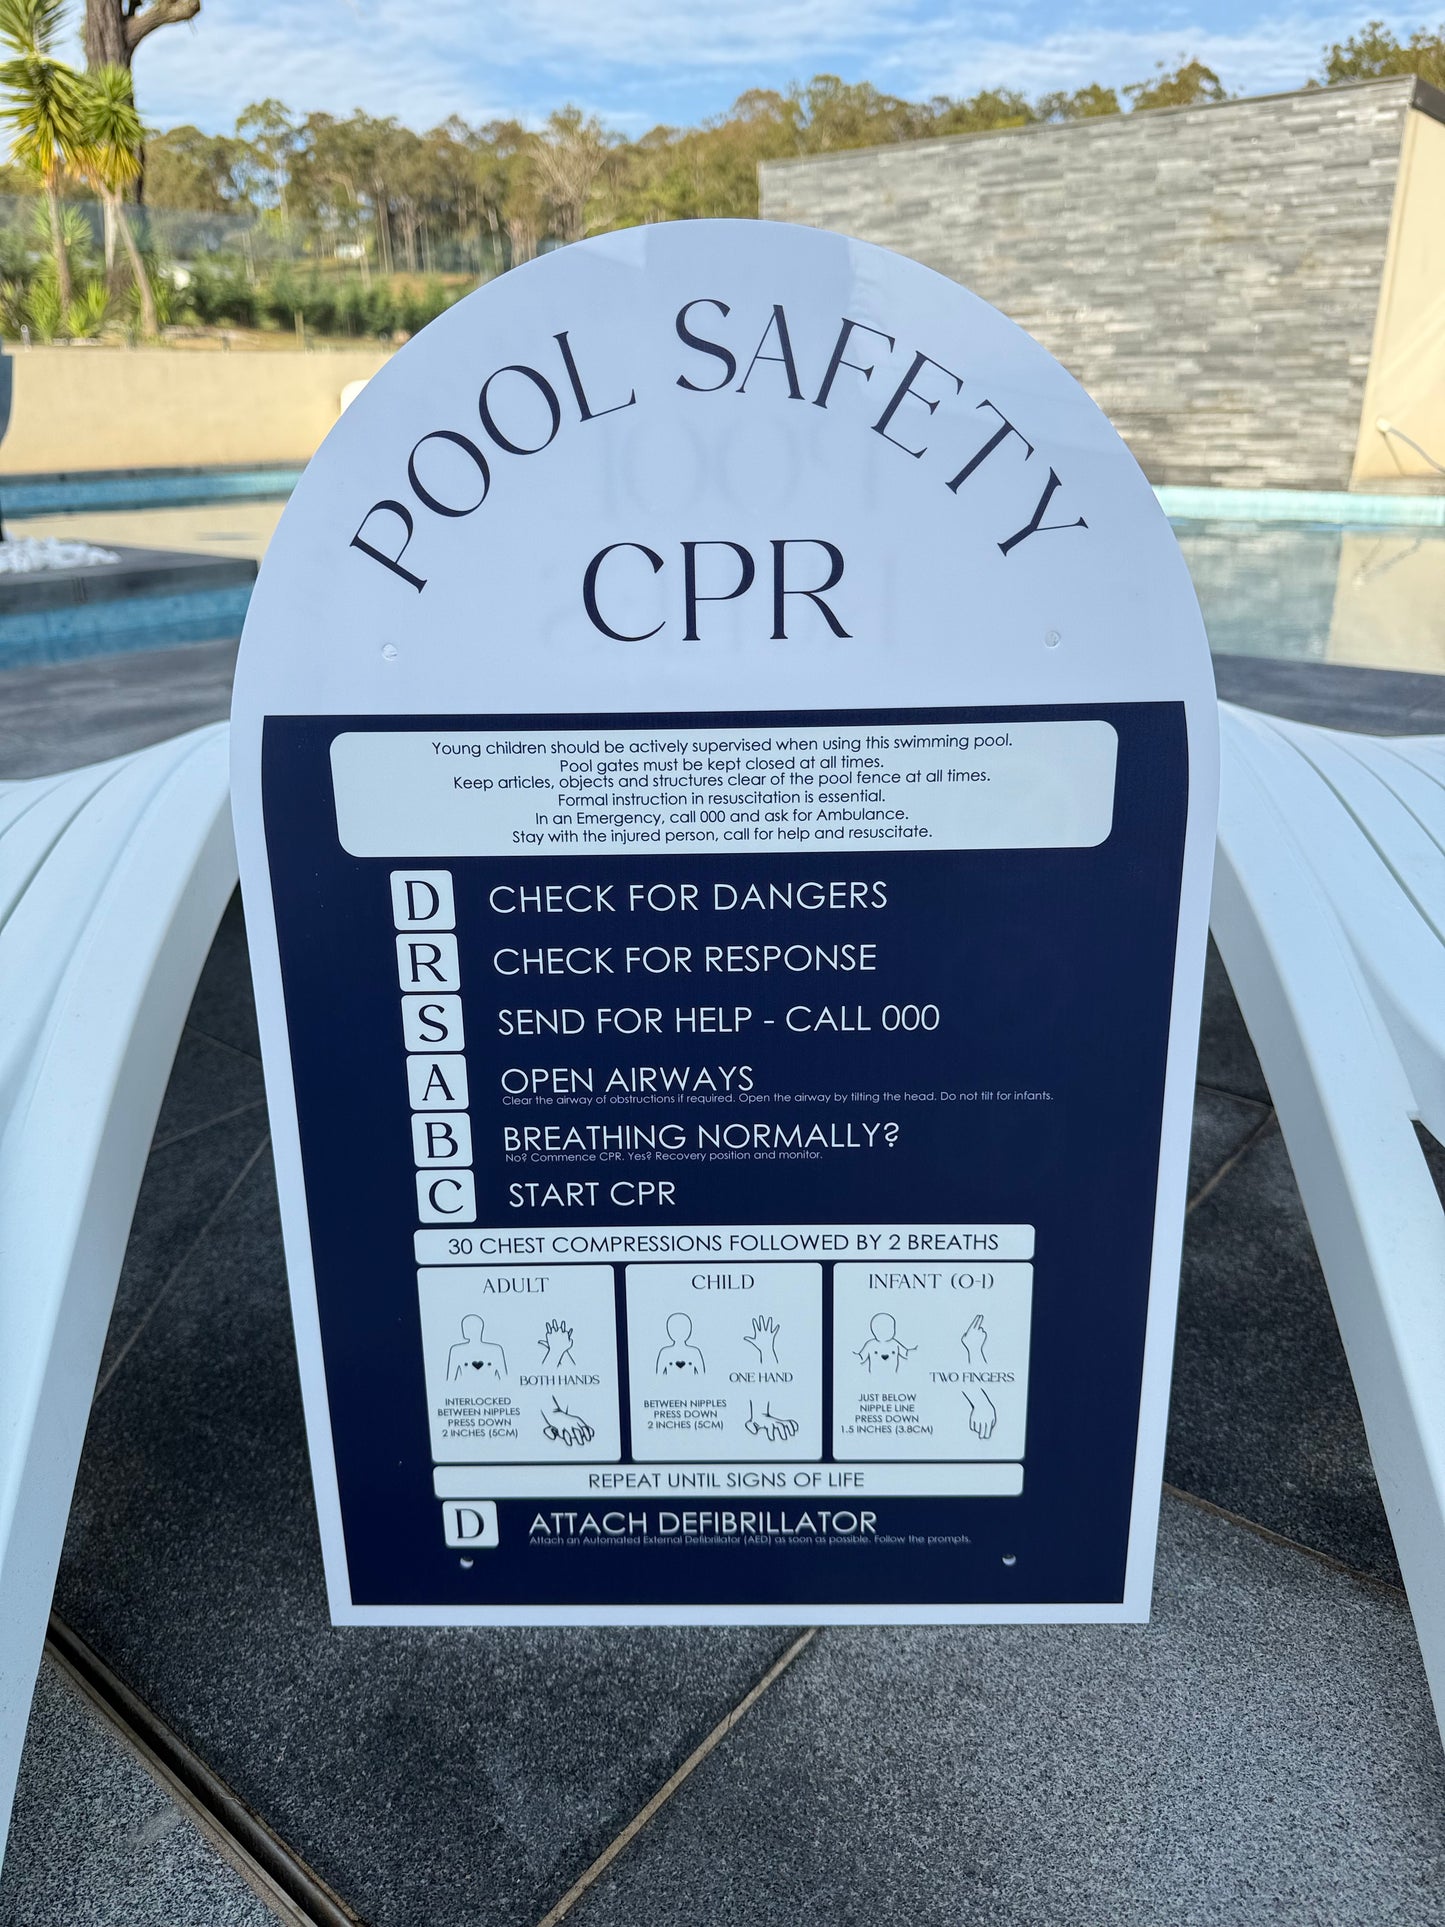 POOL SAFETY
CPR
Young children should be actively supervised when using this swimming pool.
Pool gates must be kept closed at all times.
Keep articles, objects and structures clear of the pool fence at all times.
Formal instruction in resuscitation is essential.
In an Emergency, call 000 and ask for Ambulance.
Stay with the injured person, call for help and resuscitate.
D CHECK FOR DANGERS
R CHECK FOR RESPONSE
S SEND FOR HELP - CALL 000
A OPEN AIRWAYS
Clear the airway of obstructions if required. Open the airway by tilting the head. Do not tilt for infants.
B BREATHING NORMALLY?
No? Commence CPR. Yes? Recovery position and monitor.
C START CPR
30 CHEST COMPRESSIONS FOLLOWED BY 2 BREATHS
ADULT
BOTH HANDS
INTERLOCKED
BETWEEN NIPPLES
PRESS DOWN
2 INCHES (5CM)
CHILD
ONE HAND
BETWEEN NIPPLES
PRESS DOWN
2 INCHES (5CM)
INFANT (0-1)
TWO FINGERS
JUST BELOW
NIPPLE LINE
PRESS DOWN
1.5 INCHES (3.8CM)
REPEAT UNTIL SIGNS OF LIFE
D ATTACH DEFIBRILLATOR
Attach an Automated External Defibrillator (AED) as soon as possible. Follow the prompts.